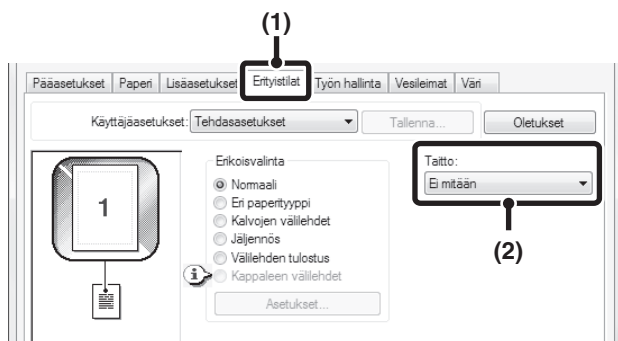 (1)
Pääasetukset Paperi Lisäasetukset Erityistilat Työn hallinta Vesileimat Väri
Käyttäjäasetukset: Tehdasasetukset Tallenna... Oletukset
Erikoisvalinta
Taitto:
Normaali
Ei mitään
Eri paperityyppi
1
Kalvojen välilehdet
Jäljennös
(2)
Välilehden tulostus
Kappaleen välilehdet
Asetukset...